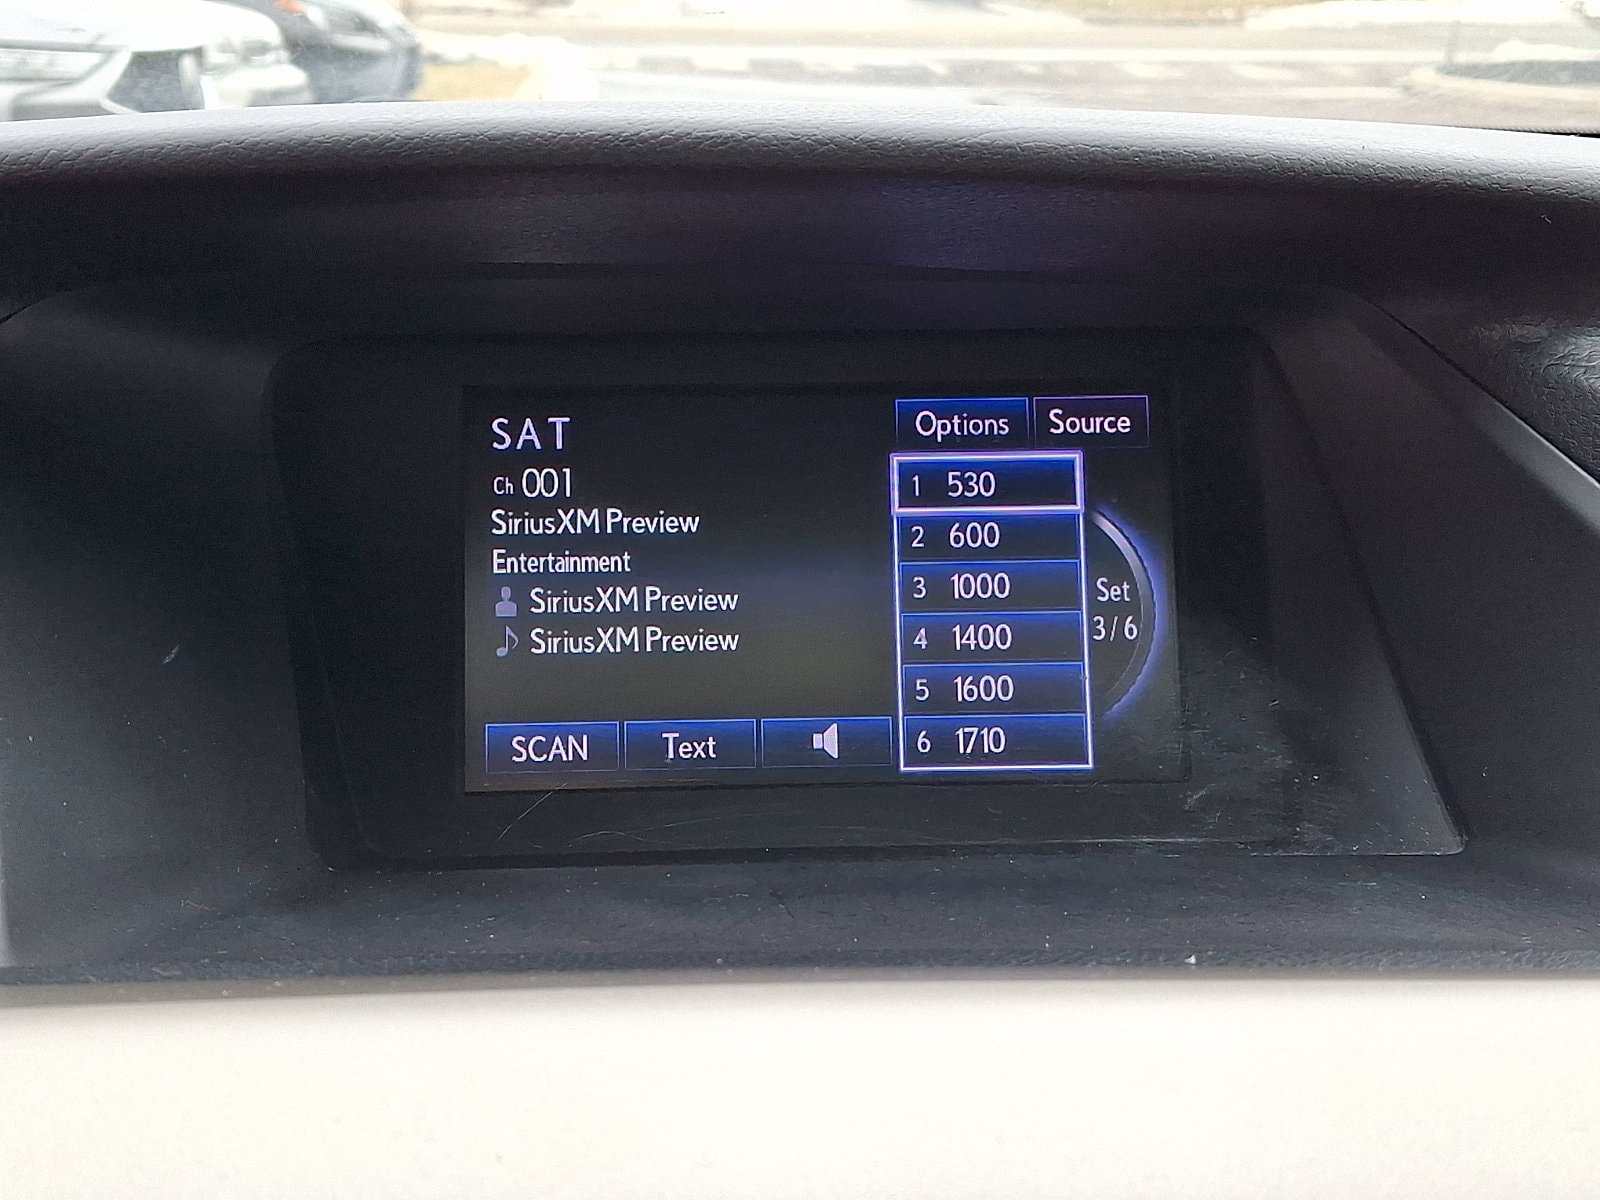 SAT
Ch 001
SiriusXM Preview
Entertainment
SiriusXM Preview
SiriusXM Preview
SCAN Text
Options Source
1 530
2 600
3 1000
4 1400
5 1600
6 1710
Set
3/6